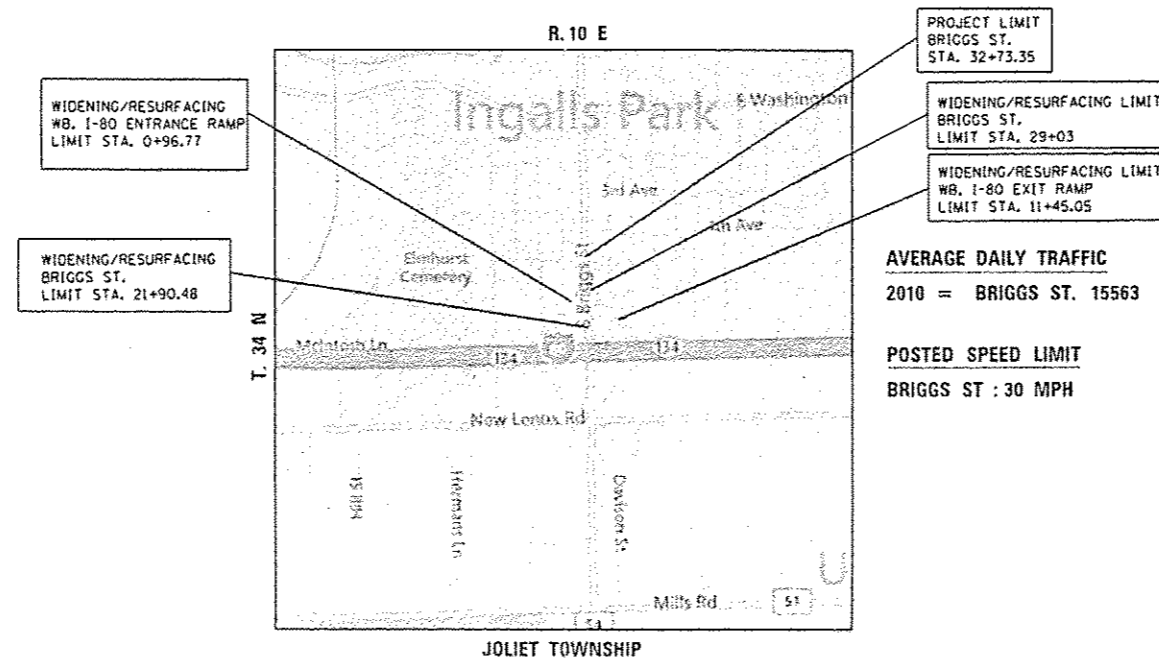 R. 10 E
PROJECT LIMIT
BRIGGS ST.
STA. 32+73.35
WIDENING/RESURFACING
WB. I-80 ENTRANCE RAMP
LIMIT STA. 0+96.77
WIDENING/RESURFACING LIMIT
BRIGGS ST.
LIMIT STA. 29+03
WIDENING/RESURFACING LIMIT
WB. I-80 EXIT RAMP
LIMIT STA. 11+45.05
WIDENING/RESURFACING
BRIGGS ST.
LIMIT STA. 21+90.48
AVERAGE DAILY TRAFFIC
2010 = BRIGGS ST. 15563
POSTED SPEED LIMIT
BRIGGS ST : 30 MPH
T. 34 N
Ingalls Park
E Washington
3rd Ave
4th Ave
Elmhurst
Cemetery
S Briggs St
McIntosh Ln
134
134
New Lenox Rd
Hermans Ln
Davison St
Mills Rd
51
JOLIET TOWNSHIP